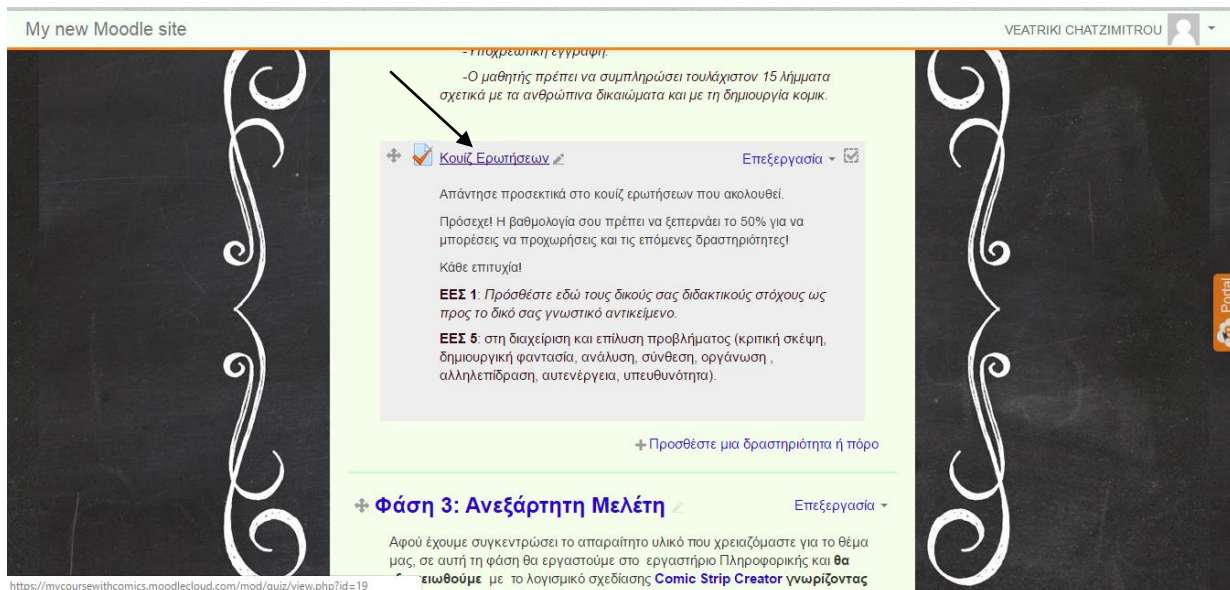 My new Moodle site
VEATRIKI CHATZIMITROU
-Υποχρεωτική εγγραφή.
-Ο μαθητής πρέπει να συμπληρώσει τουλάχιστον 15 λήμματα
σχετικά με τα ανθρώπινα δικαιώματα και με τη δημιουργία κομικ.
Κουίζ Ερωτήσεων
Επεξεργασία
Απάντησε προσεκτικά στο κουίζ ερωτήσεων που ακολουθεί.
Πρόσεχε! Η βαθμολογία σου πρέπει να ξεπερνάει το 50% για να
μπορέσεις να προχωρήσεις και τις επόμενες δραστηριότητες!
Κάθε επιτυχία!
ΕΕΣ 1: Πρόσθέστε εδώ τους δικούς σας διδακτικούς στόχους ως
προς το δικό σας γνωστικό αντικείμενο.
ΕΕΣ 5: στη διαχείριση και επίλυση προβλήματος (κριτική σκέψη,
δημιουργική φαντασία, ανάλυση, σύνθεση, οργάνωση ,
αλληλεπίδραση, αυτενέργεια, υπευθυνότητα).
Προσθέστε μια δραστηριότητα ή πόρο
Φάση 3: Ανεξάρτητη Μελέτη
Επεξεργασία
Αφού έχουμε συγκεντρώσει το απαραίτητο υλικό που χρειαζόμαστε για το θέμα
μας, σε αυτή τη φάση θα εργαστούμε στο εργαστήριο Πληροφορικής και θα
με το λογισμικό σχεδίασης Comic Strip Creator γνωρίζοντας
https://mycoursewithcomics.moodlecloud.com/mod/quiz/view.php?id=19
Portal